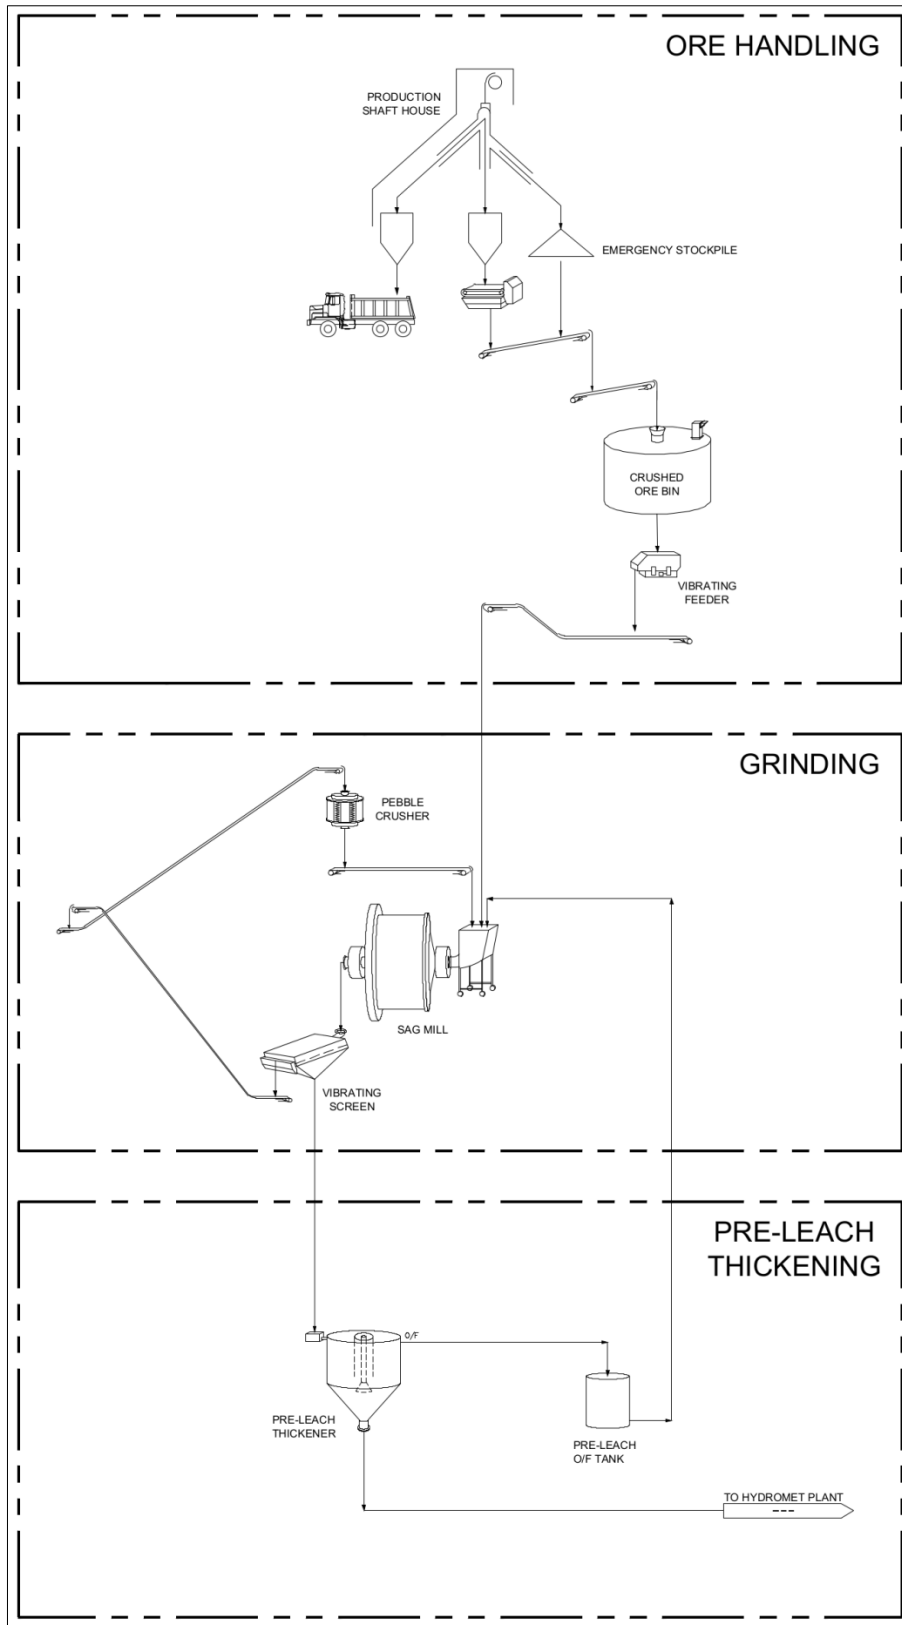 ORE HANDLING
PRODUCTION
SHAFT HOUSE
EMERGENCY STOCKPILE
CRUSHED
ORE BIN
VIBRATING
FEEDER
GRINDING
PEBBLE
CRUSHER
SAG MILL
VIBRATING
SCREEN
PRE-LEACH
THICKENING
O/F
PRE-LEACH
THICKENER
PRE-LEACH
O/F TANK
TO HYDROMET PLANT
---